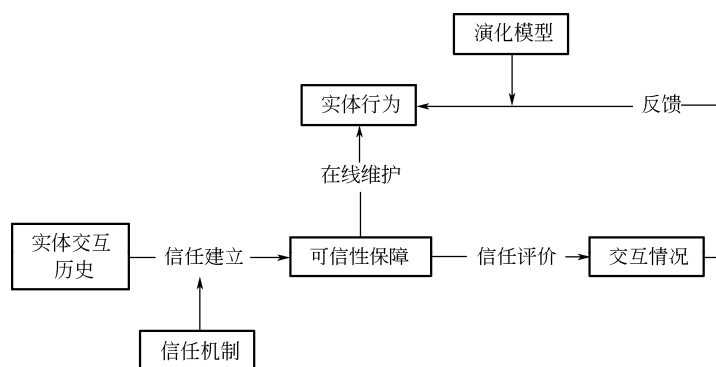 演化模型
实体行为
反馈
在线维护
实体交互
历史
信任建立
可信性保障
信任评价
交互情况
信任机制